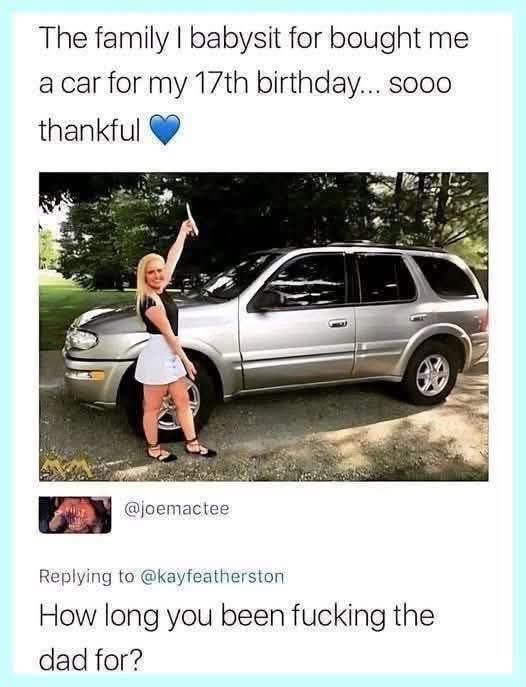 The family I babysit for bought me
a car for my 17th birthday... sooo
thankful 💙
@joemactee
Replying to @kayfeatherston
How long you been fucking the
dad for?